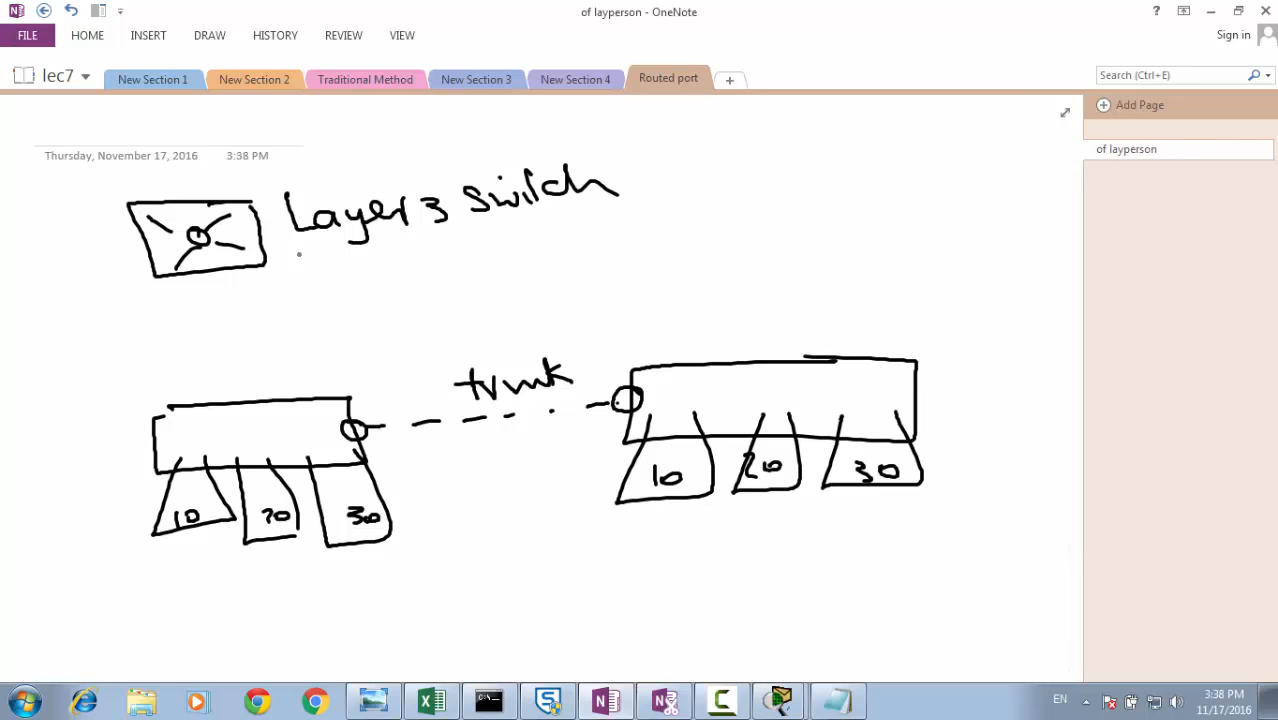 of layperson - OneNote
FILE HOME INSERT DRAW HISTORY REVIEW VIEW
Sign in
lec7 New Section 1 New Section 2 Traditional Method New Section 3 New Section 4 Routed port
Search (Ctrl+E)
Add Page
of layperson
Thursday, November 17, 2016 3:38 PM
Layer 3 switch
trunk
10 20 30
10 20 30
EN
3:38 PM
11/17/2016